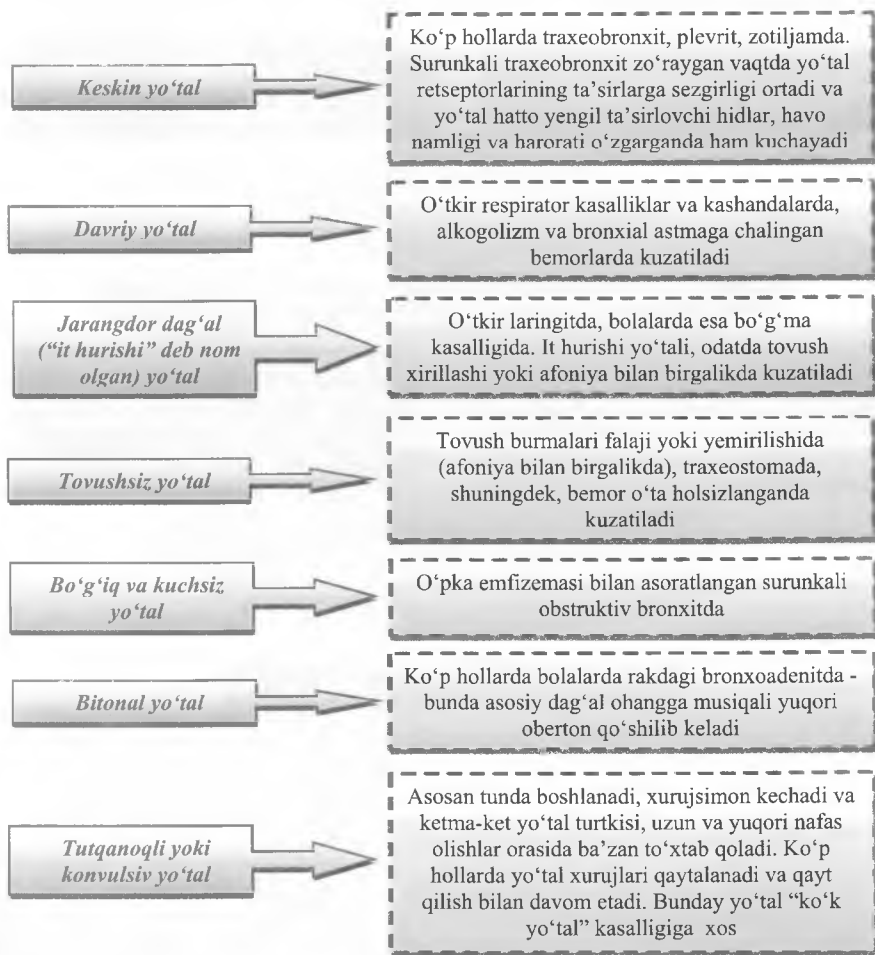 Keskin yo‘tal
Ko‘p hollarda traxeobronxit, plevrit, zotiljamda.
Surunkali traxeobronxit zo‘raygan vaqtda yo‘tal
retseptorlarining ta’sirlarga sezgirligi ortadi va
yo‘tal hatto yengil ta’sirlovchi hidlar, havo
namligi va harorati o‘zgarganda ham kuchayadi
Davriy yo‘tal
O‘tkir respirator kasalliklar va kashandalarda,
alkogolizm va bronxial astmaga chalingan
bemorlarda kuzatiladi
Jarangdor dag‘al
(“it hurishi” deb nom
olgan) yo‘tal
O‘tkir laringitda, bolalarda esa bo‘g‘ma
kasalligida. It hurishi yo‘tali, odatda tovush
xirillashi yoki afoniya bilan birgalikda kuzatiladi
Tovushsiz yo‘tal
Tovush burmalari falaji yoki yemirilishida
(afoniya bilan birgalikda), traxeostomada,
shuningdek, bemor o‘ta holsizlanganda
kuzatiladi
Bo‘g‘iq va kuchsiz
yo‘tal
O‘pka emfizemasi bilan asoratlangan surunkali
obstruktiv bronxitda
Bitonal yo‘tal
Ko‘p hollarda bolalarda rakdagi bronxoadenitda -
bunda asosiy dag‘al ohangga musiqali yuqori
oberton qo‘shilib keladi
Tutqanoqli yoki
konvulsiv yo‘tal
Asosan tunda boshlanadi, xurujsimon kechadi va
ketma-ket yo‘tal turtkisi, uzun va yuqori nafas
olishlar orasida ba’zan to‘xtab qoladi. Ko‘p
hollarda yo‘tal xurujlari qaytalanadi va qayt
qilish bilan davom etadi. Bunday yo‘tal “ko‘k
yo‘tal” kasalligiga xos